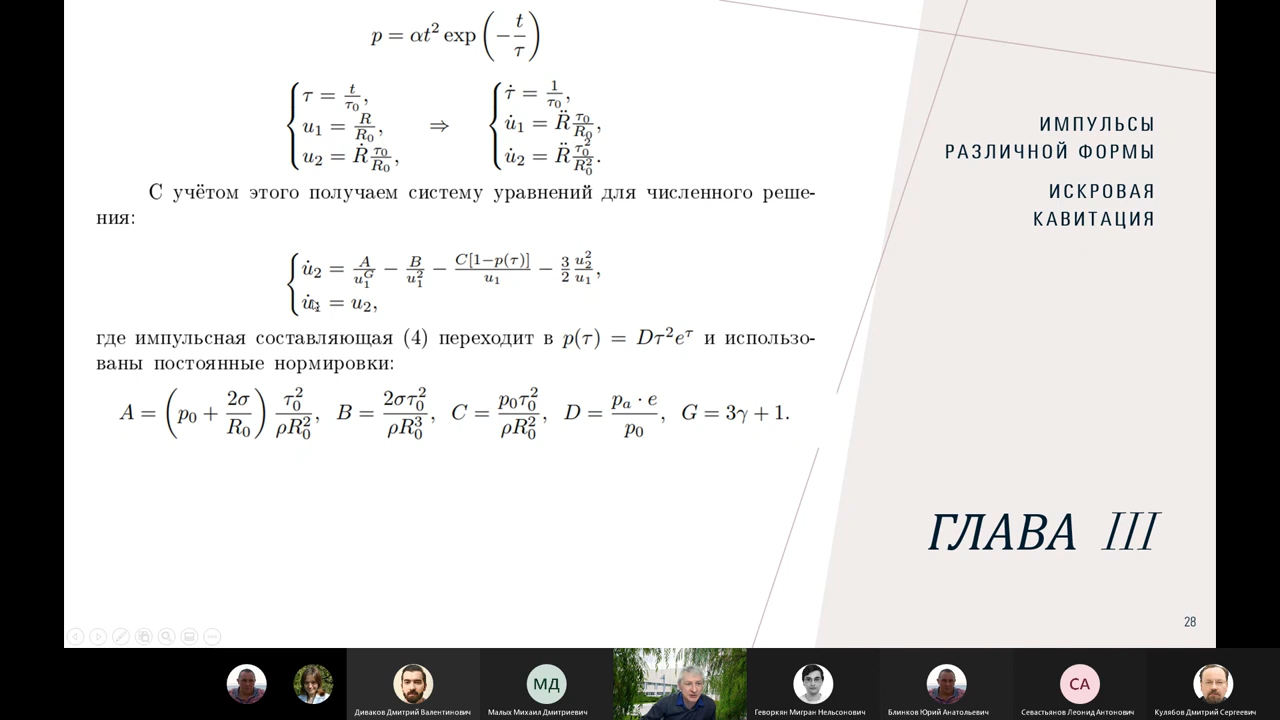 p = αt² exp(−t/τ)
{ τ = t/τ₀, u₁ = R/R₀, u₂ = Ṙ τ₀/R₀, ⇒ { τ̇ = 1/τ₀, u̇₁ = R̈ τ₀/R₀, u̇₂ = R̈ τ₀²/R₀².
С учётом этого получаем систему уравнений для численного реше-
ния:
{ u̇₂ = A/u₁ᴳ − B/u₁² − C[1−p(τ)]/u₁ − 3/2 u₂²/u₁,
u̇₁ = u₂,
где импульсная составляющая (4) переходит в p(τ) = Dτ²e^τ и использо-
ваны постоянные нормировки:
A = (p₀ + 2σ/R₀) τ₀²/ρR₀², B = 2στ₀²/ρR₀³, C = p₀τ₀²/ρR₀², D = pₐ · e/p₀, G = 3γ + 1.
ИМПУЛЬСЫ
РАЗЛИЧНОЙ ФОРМЫ
ИСКРОВАЯ
КАВИТАЦИЯ
ГЛАВА III
28
МД
СА
Диваков Дмитрий Валентинович
Малых Михаил Дмитриевич
Геворкян Мигран Нельсонович
Блинков Юрий Анатольевич
Севастьянов Леонид Антонович
Кулябов Дмитрий Сергеевич